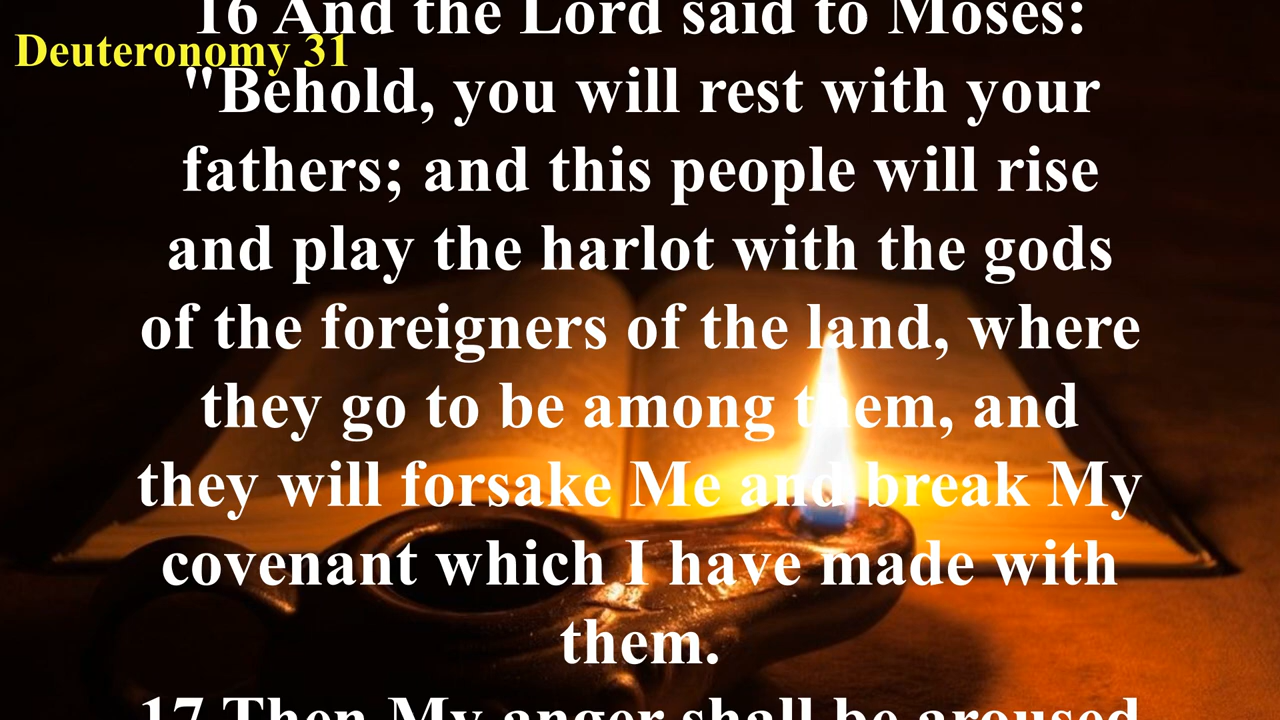 16 And the Lord said to Moses:
Deuteronomy 31
"Behold, you will rest with your
fathers; and this people will rise
and play the harlot with the gods
of the foreigners of the land, where
they go to be among them, and
they will forsake Me and break My
covenant which I have made with
them.
17 Then My anger shall be aroused